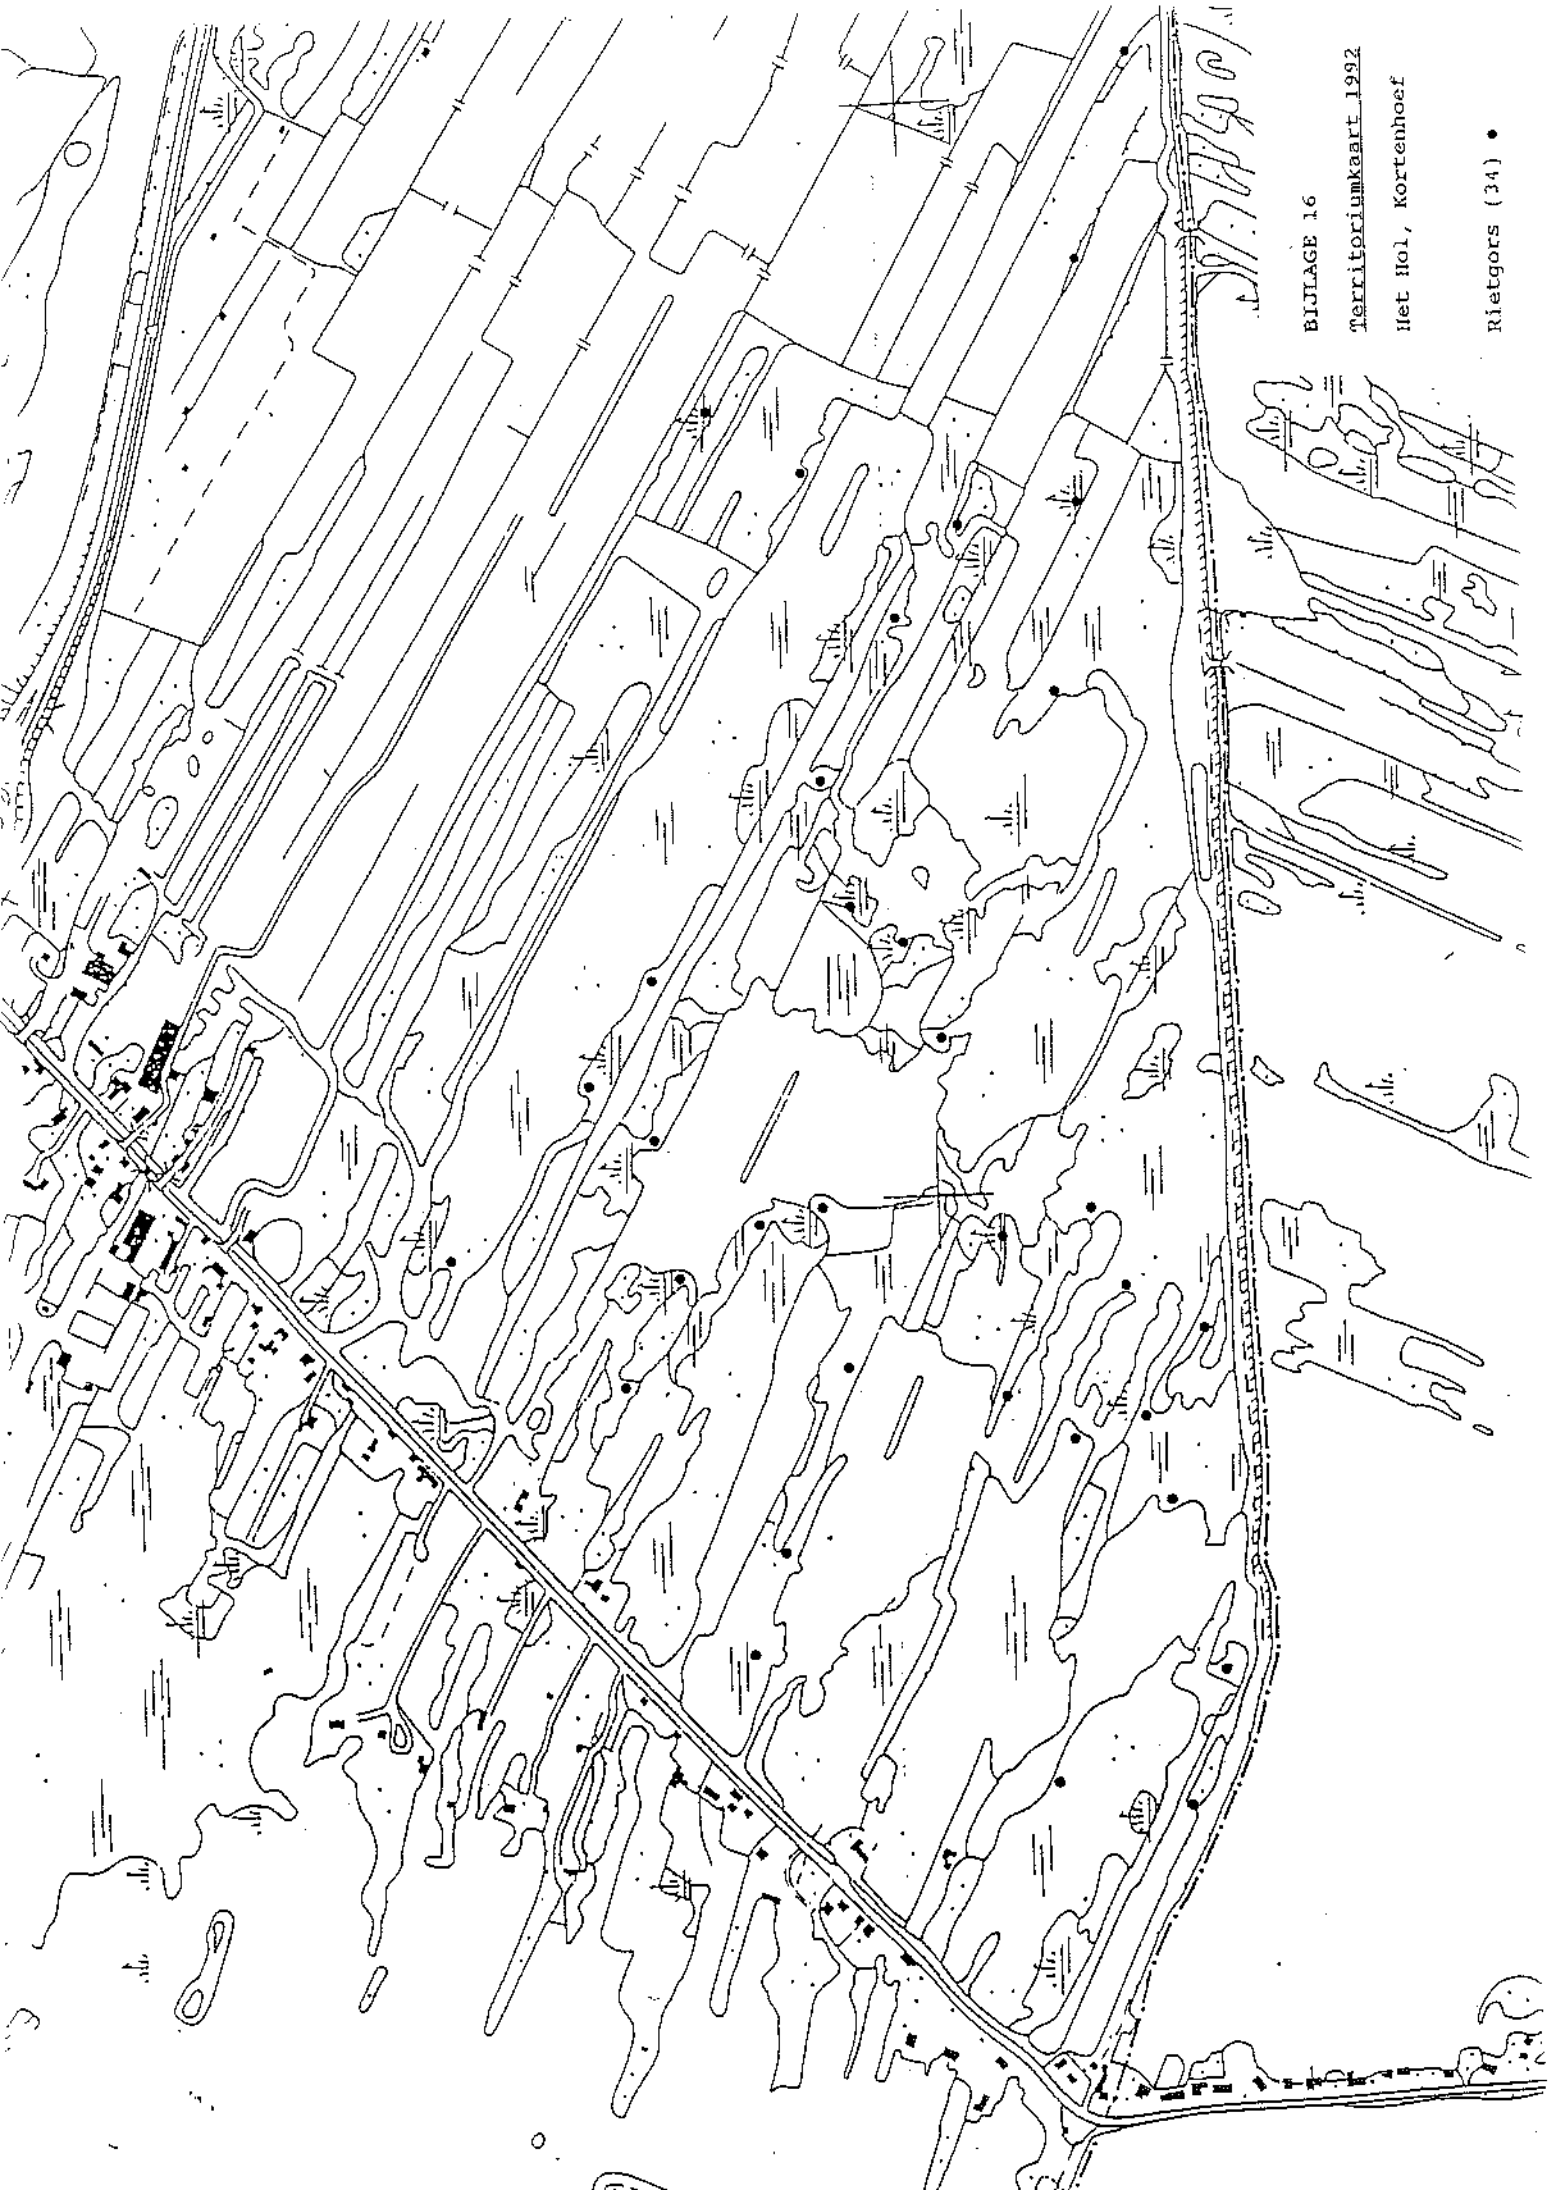 BIJLAGE 16
Territoriumkaart 1992
Het Hol, Kortenhoef
Rietgors (34) ●